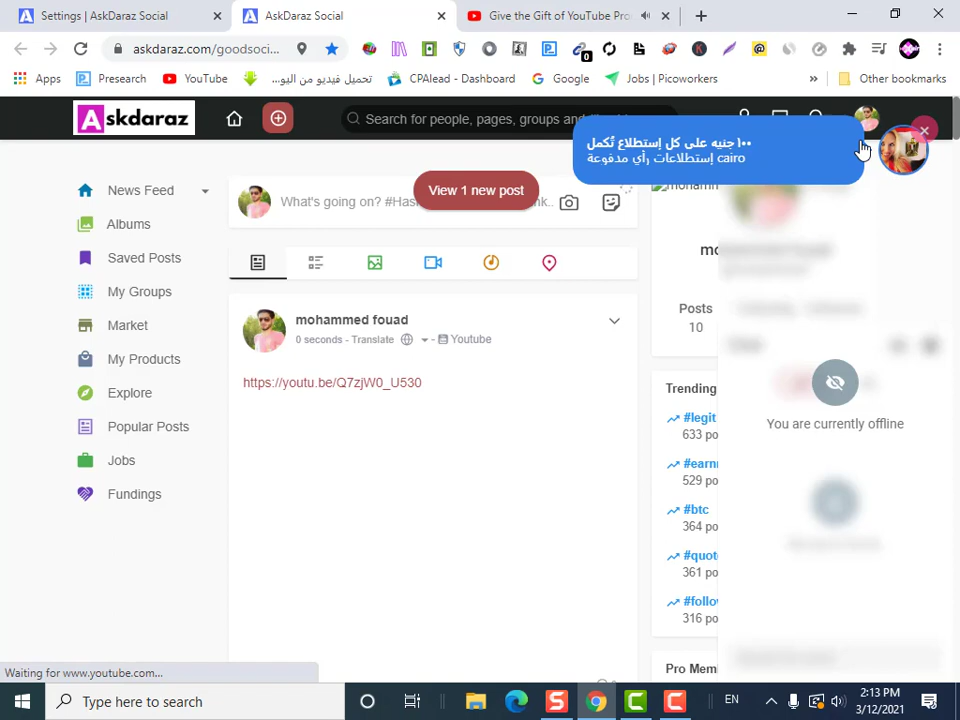 Settings | AskDaraz Social
AskDaraz Social
Give the Gift of YouTube Pre
askdaraz.com/goodsoci...
0
Apps
Presearch
YouTube
تحميل فيديو من اليو...
CPAlead - Dashboard
Google
Jobs | Picoworkers
»
Other bookmarks
Askdaraz
Search for people, pages, groups
١٠٠ جنيه على كل إستطلاع تُكمل
إستطلاعات رأي مدفوعة cairo
News Feed
Albums
Saved Posts
My Groups
Market
My Products
Explore
Popular Posts
Jobs
Fundings
What's going on? #Has
View 1 new post
nk..
mohammed fouad
0 seconds - Translate - Youtube
https://youtu.be/Q7zjW0_U530
Posts
10
Trending
#legit
633 po
#earn
529 po
#btc
364 po
#quot
361 po
#follo
316 po
Pro Mem
You are currently offline
Waiting for www.youtube.com...
Type here to search
EN
2:13 PM
3/12/2021